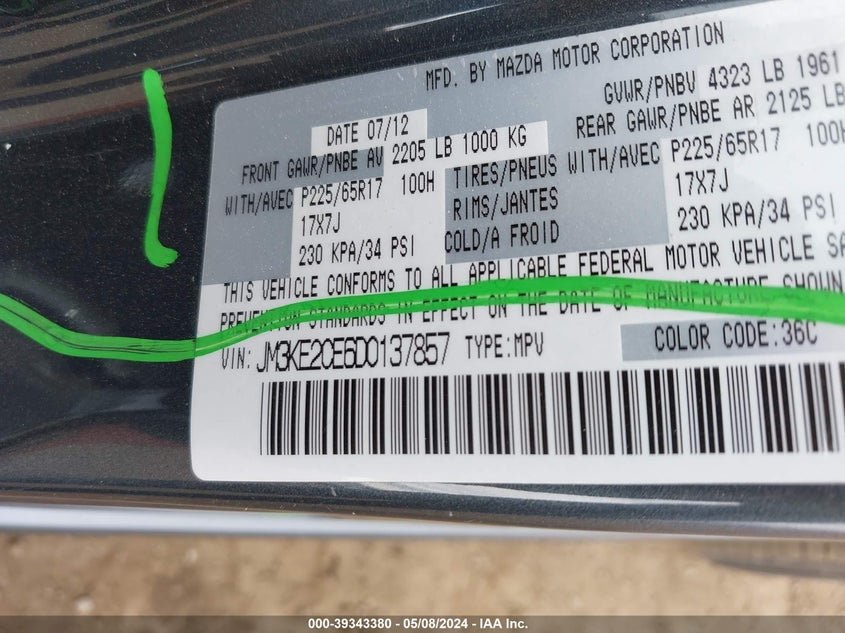 MFD. BY MAZDA MOTOR CORPORATION
DATE 07/12 GVWR/PNBV 4323 LB 1961
FRONT GAWR/PNBE AV 2205 LB 1000 KG REAR GAWR/PNBE AR 2125 LB
WITH/AVEC P225/65R17 100H TIRES/PNEUS WITH/AVEC P225/65R17 100H
17X7J RIMS/JANTES 17X7J
230 KPA/34 PSI COLD/A FROID 230 KPA/34 PSI
THIS VEHICLE CONFORMS TO ALL APPLICABLE FEDERAL MOTOR VEHICLE SA
PREVENTION STANDARDS IN EFFECT ON THE DATE OF MANUFACTURE SHOWN
VIN: JM3KE2CE6D0137857 TYPE:MPV COLOR CODE:36C
000-39343380 - 05/08/2024 - IAA Inc.